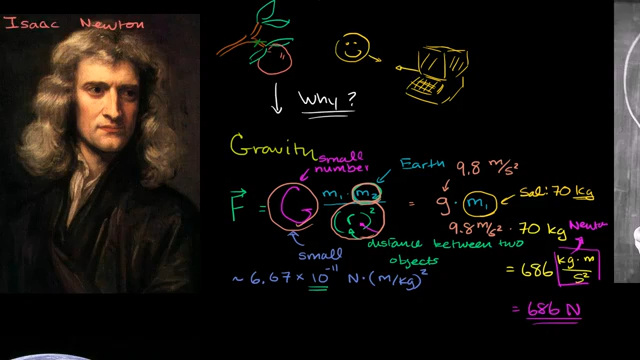 Isaac Newton
Why?
Gravity
small
number
Earth
9.8 m/s²
F = G m₁ · m₂ / r² = g · m₁
Sal: 70 kg
9.8 m/s² · 70 kg
Newton
distance between two
objects
small
~ 6.67 × 10⁻¹¹ N·(m/kg)²
= 686 kg·m/s²
= 686 N